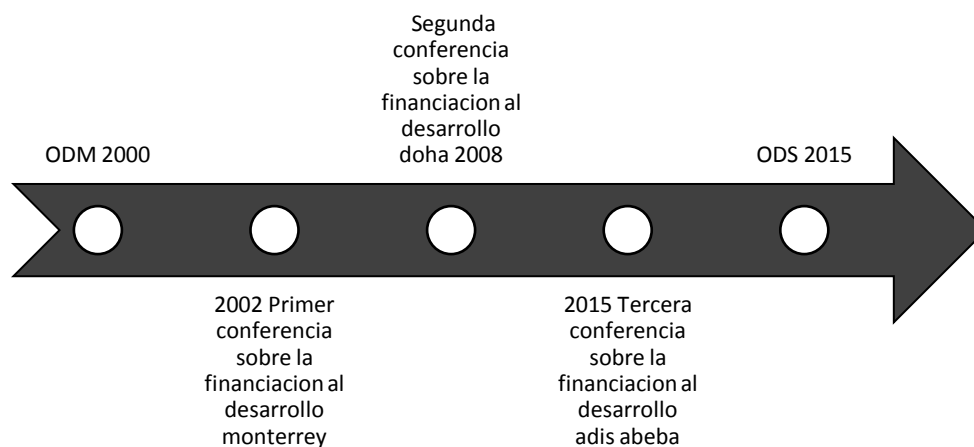 ODM 2000
2002 Primer
conferencia
sobre la
financiacion al
desarrollo
monterrey
Segunda
conferencia
sobre la
financiacion al
desarrollo
doha 2008
2015 Tercera
conferencia
sobre la
financiacion al
desarrollo
adis abeba
ODS 2015